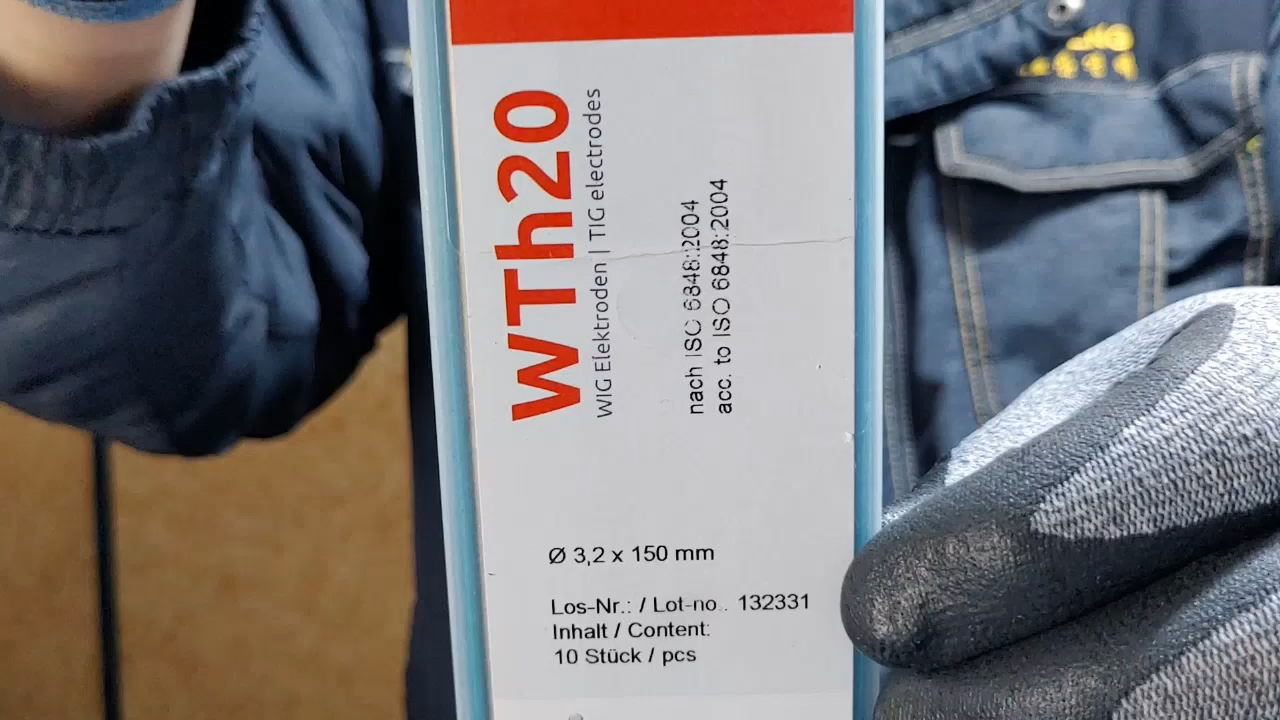 WTh20
WIG Elektroden | TIG electrodes
nach ISO 6848:2004
acc. to ISO 6848:2004
Ø 3,2 x 150 mm
Los-Nr.: / Lot-no.: 132331
Inhalt / Content:
10 Stück / pcs